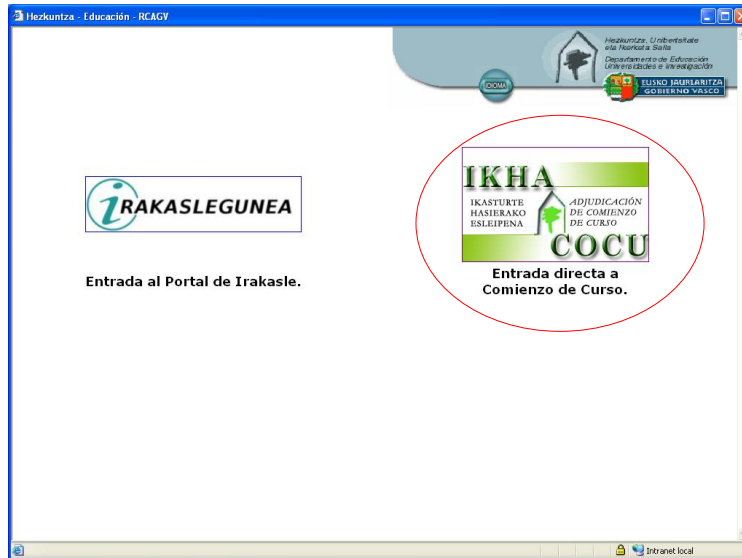 Hezkuntza - Educación - RCAGV
Hezkuntza, Unibertsitate
eta Ikerketa Saila
Departamento de Educación
Universidades e Investigación
IDIOMA
EUSKO JAURLARITZA
GOBIERNO VASCO
iRAKASLEGUNEA
Entrada al Portal de Irakasle.
IKHA
IKASTURTE
HASIERAKO
ESLEIPENA
ADJUDICACIÓN
DE COMIENZO
DE CURSO
COCU
Entrada directa a
Comienzo de Curso.
Intranet local